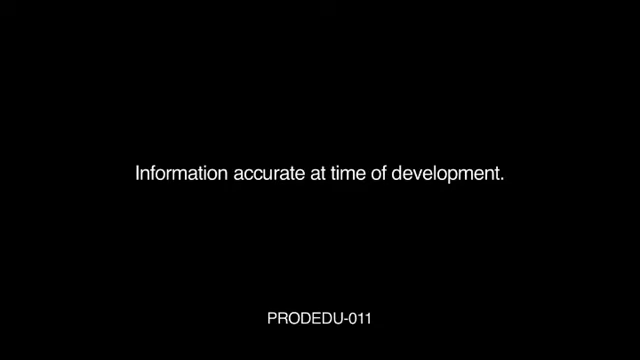 Information accurate at time of development.
PRODEDU-011